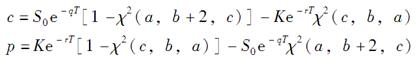 c = S₀e^{-qT}[1-χ²(a, b+2, c)]-Ke^{-rT}χ²(c, b, a)
p = Ke^{-rT}[1-χ²(c, b, a)]-S₀e^{-qT}χ²(a, b+2, c)